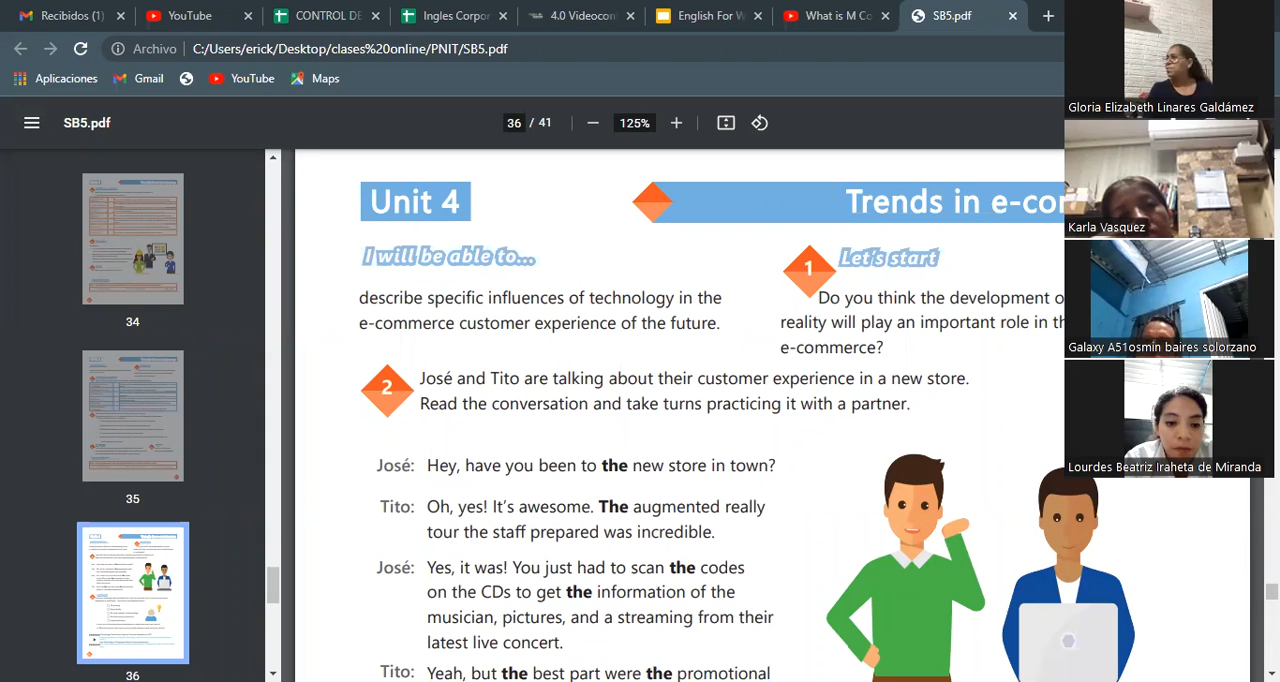 Recibidos (1)
YouTube
CONTROL DE
Ingles Corpor
4.0 Videocon
English For W
What is M Co
SB5.pdf
Archivo
C:/Users/erick/Desktop/clases%20online/PNIT/SB5.pdf
Aplicaciones
Gmail
YouTube
Maps
SB5.pdf
36 / 41
125%
34
35
36
Unit 4
Trends in e-com
I will be able to...
describe specific influences of technology in the
e-commerce customer experience of the future.
1
Let's start
Do you think the development o
reality will play an important role in th
e-commerce?
2
José and Tito are talking about their customer experience in a new store.
Read the conversation and take turns practicing it with a partner.
José: Hey, have you been to the new store in town?
Tito: Oh, yes! It's awesome. The augmented really
tour the staff prepared was incredible.
José: Yes, it was! You just had to scan the codes
on the CDs to get the information of the
musician, pictures, and a streaming from their
latest live concert.
Tito: Yeah, but the best part were the promotional
Gloria Elizabeth Linares Galdámez
Karla Vasquez
Galaxy A51osmín baires solorzano
Lourdes Beatriz Iraheta de Miranda